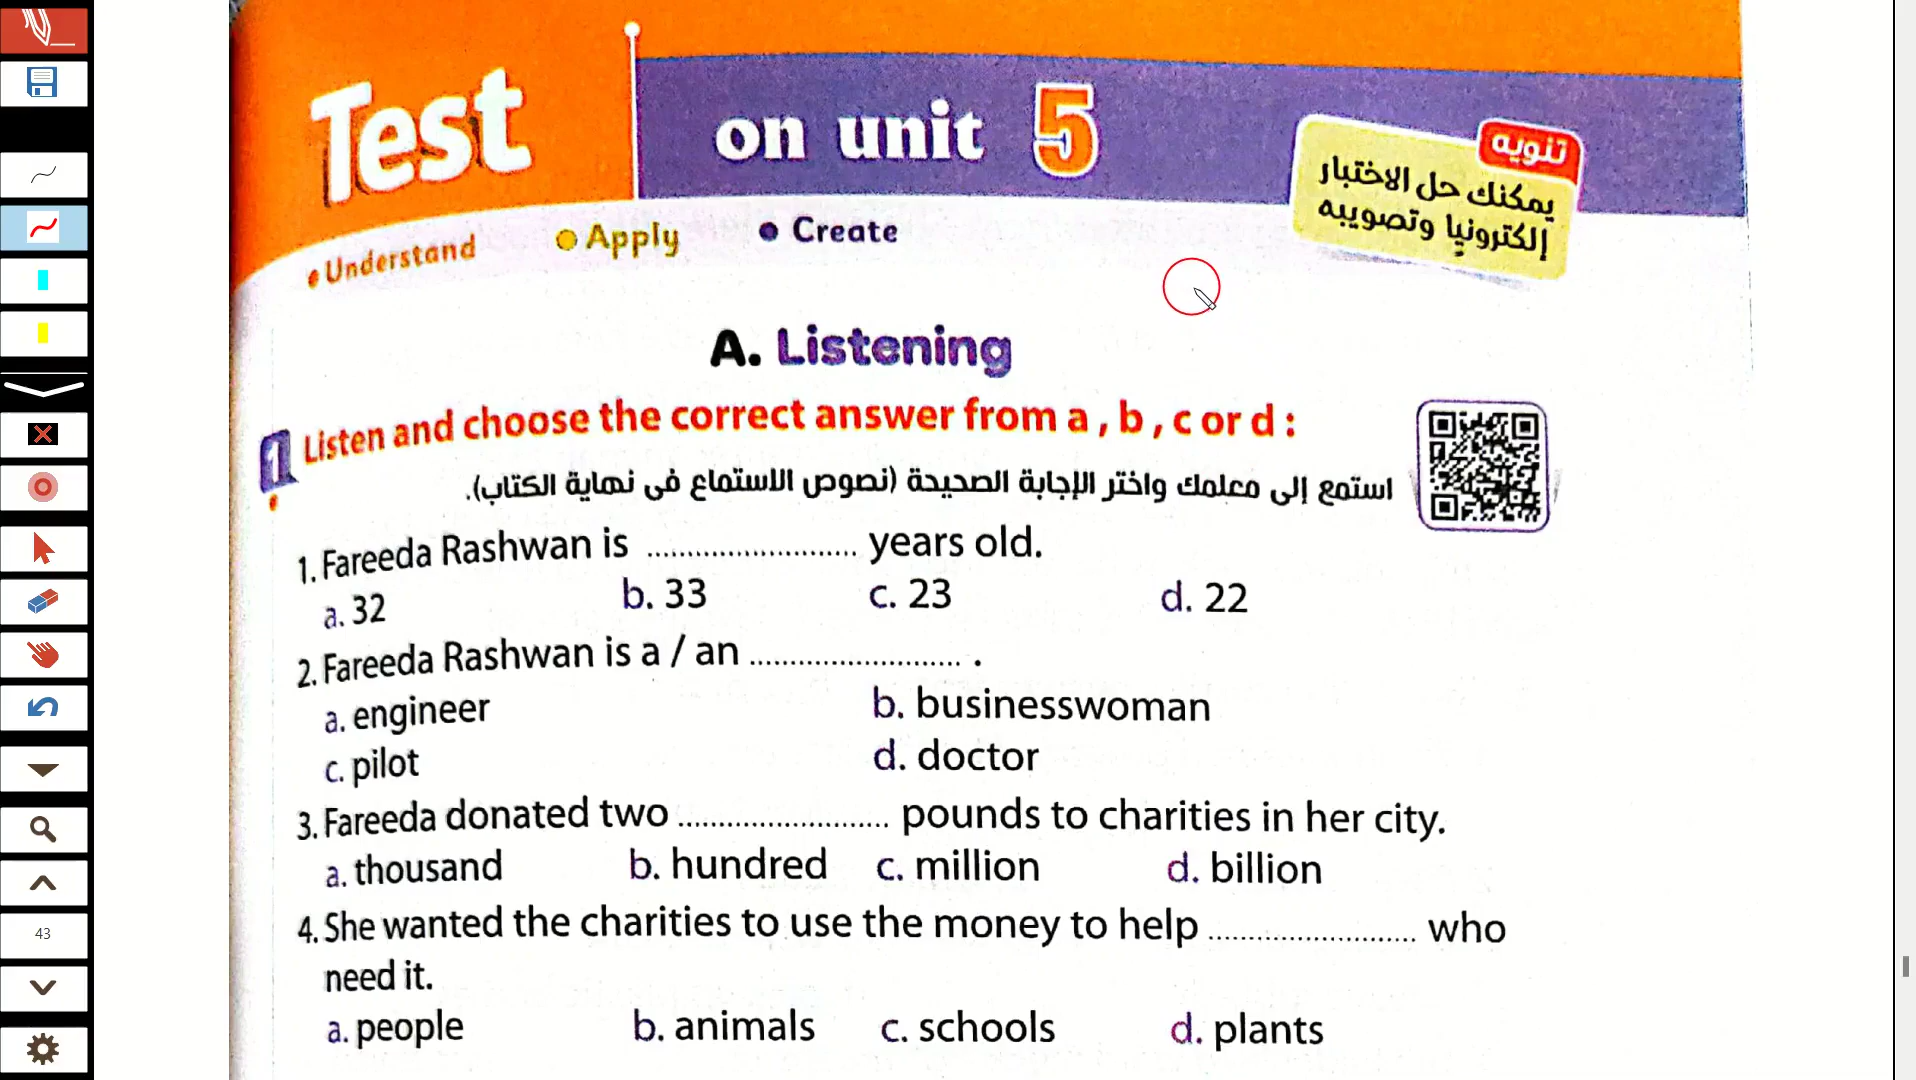 Test on unit 5
تنويه
يمكنك حل الاختبار
إلكترونيا وتصويبه
Understand Apply Create
A. Listening
1 Listen and choose the correct answer from a , b , c or d :
استمع إلى معلمك واختر الإجابة الصحيحة (نصوص الاستماع فى نهاية الكتاب).
1. Fareeda Rashwan is .......................... years old.
a. 32 b. 33 c. 23 d. 22
2. Fareeda Rashwan is a / an .......................... .
a. engineer b. businesswoman
c. pilot d. doctor
3. Fareeda donated two .......................... pounds to charities in her city.
a. thousand b. hundred c. million d. billion
4. She wanted the charities to use the money to help .......................... who
need it.
a. people b. animals c. schools d. plants
43